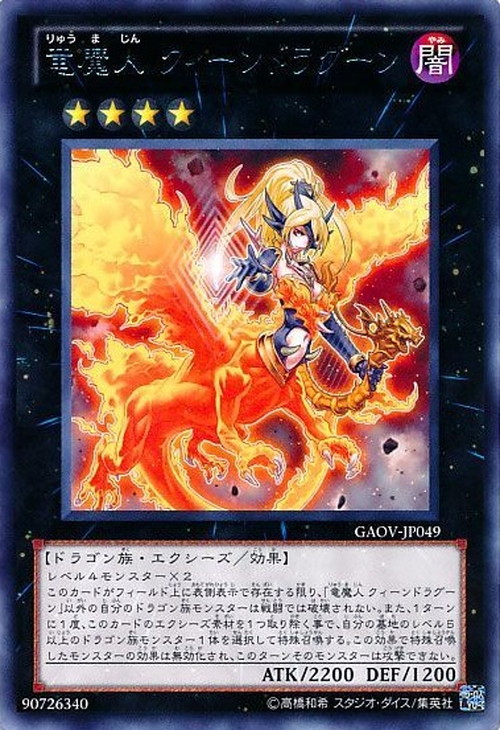 りゅう ま じん
竜魔人 クィーンドラグーン
やみ
闇
GAOV-JP049
【ドラゴン族・エクシーズ／効果】
レベル４モンスター×２
このカードがフィールド上に表側表示で存在する限り、「竜魔人 クィーンドラグー
ン」以外の自分のドラゴン族モンスターは戦闘では破壊されない。また、１ターン
に１度、このカードのエクシーズ素材を１つ取り除く事で、自分の墓地のレベル５
以上のドラゴン族モンスター１体を選択して特殊召喚する。この効果で特殊召喚
したモンスターの効果は無効化され、このターンそのモンスターは攻撃できない。
ATK/2200 DEF/1200
90726340
©高橋和希 スタジオ・ダイス/集英社